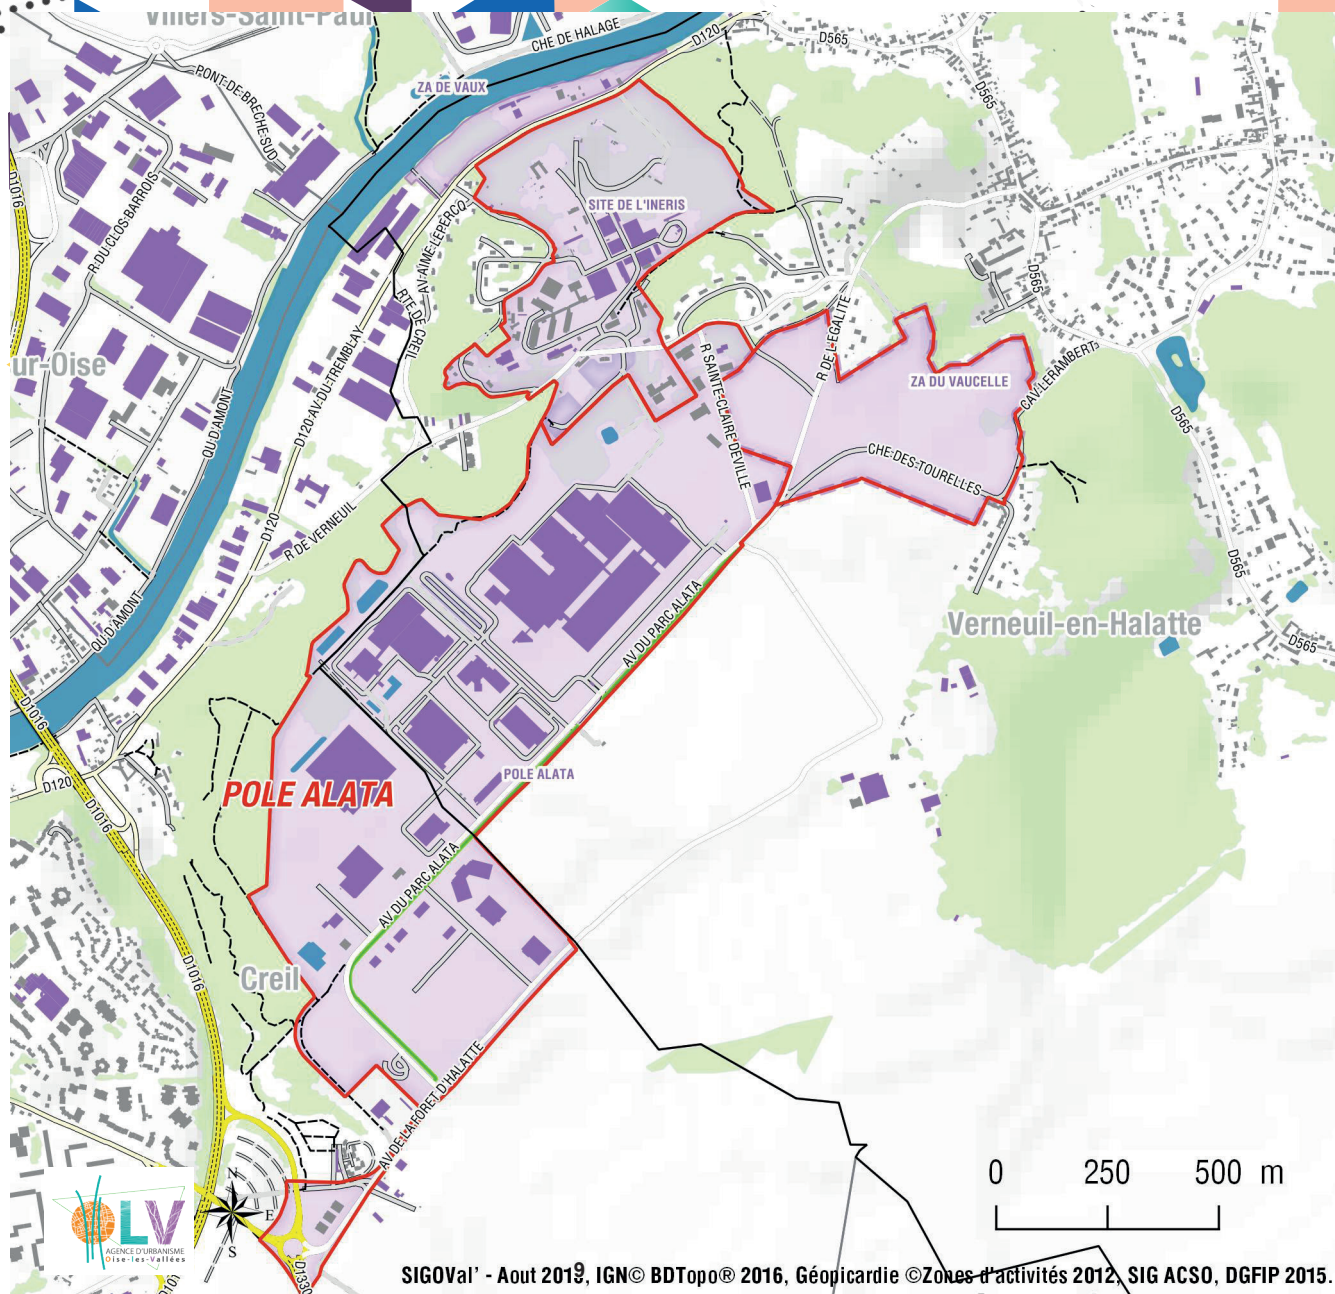 Villers-Saint-Paul
CHE DE HALAGE
D120
D565
PONT-DE-BRECHE-SUD
ZA DE VAUX
D565
D1016
R DU CLOS BARROIS
AV AIME LEPERCQ
SITE DE L'INERIS
RTE DE CREIL
D565
R DE L'EGALITE
ur-Oise
D120-AV-DU-TREMBLAY
R SAINTE-CLAIRE-DEVILLE
ZA DU VAUCELLE
CAV LERAMBERT
QU D'AMONT
D565
CHE DES TOURELLES
D120
R DE VERNEUIL
D565
QU D'AMONT
AV DU PARC ALATA
Verneuil-en-Halatte
D565
D1016
D120
POLE ALATA
POLE ALATA
D1016
AV DU PARC ALATA
D1016
Creil
AV DE LA FORET D'HALATTE
0 250 500 m
N
E
S
OLV
AGENCE D'URBANISME
Oise-les-Vallées
D1330
SIGOVal' - Aout 2019, IGN© BDTopo® 2016, Géopicardie ©Zones d'activités 2012, SIG ACSO, DGFIP 2015.